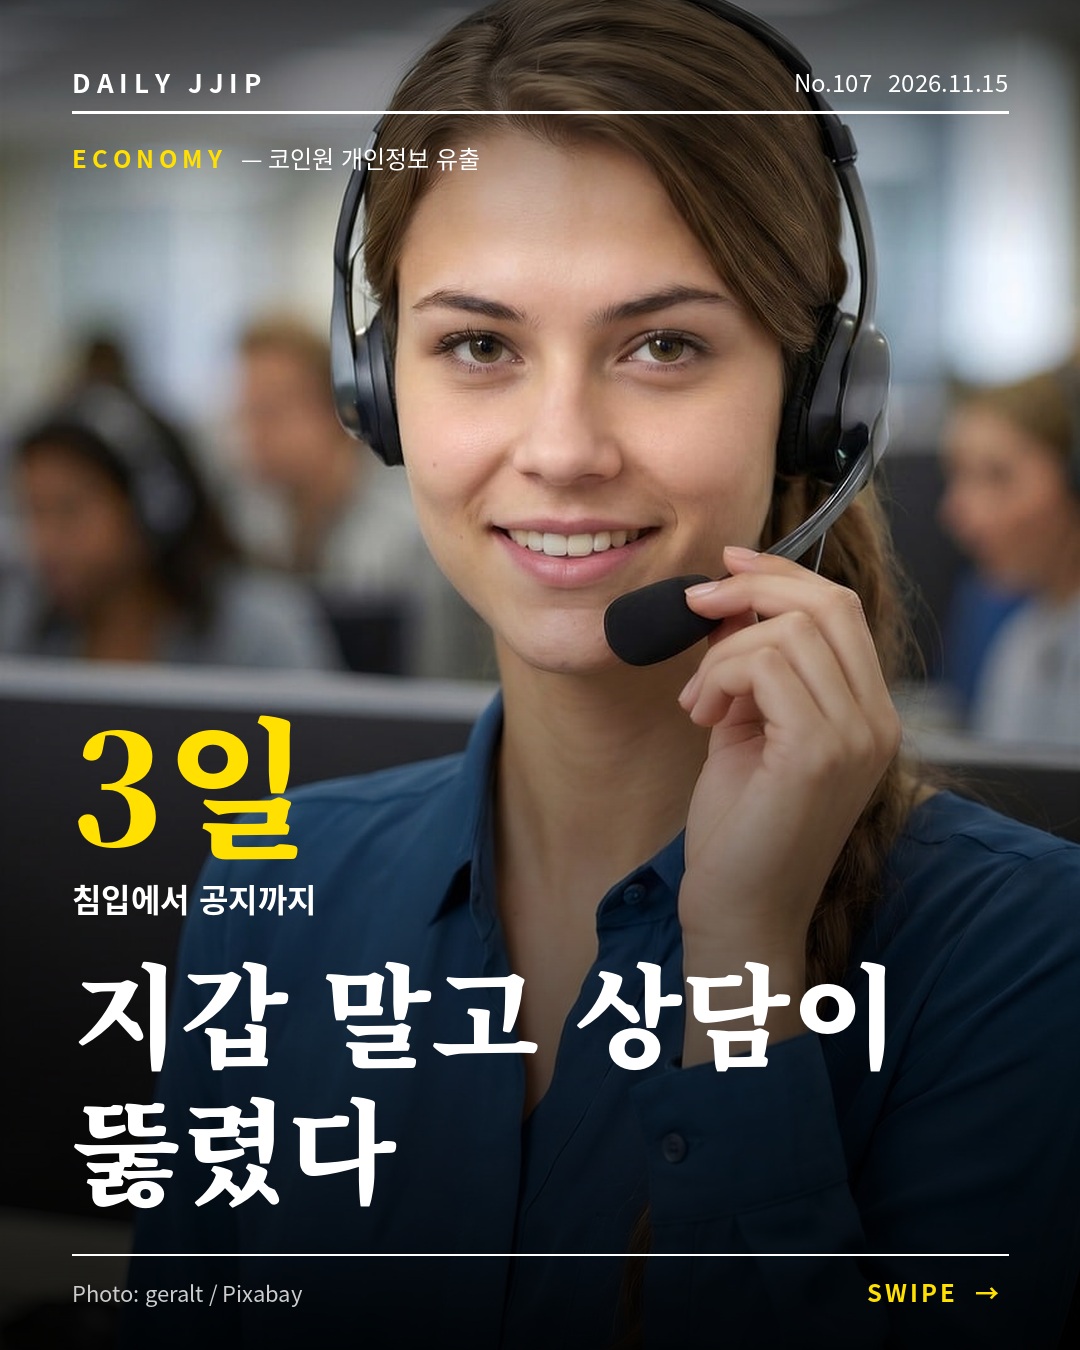 DAILY JJIP
No.107 2026.11.15
ECONOMY — 코인원 개인정보 유출
3일
침입에서 공지까지
지갑 말고 상담이
뚫렸다
Photo: geralt / Pixabay
SWIPE →